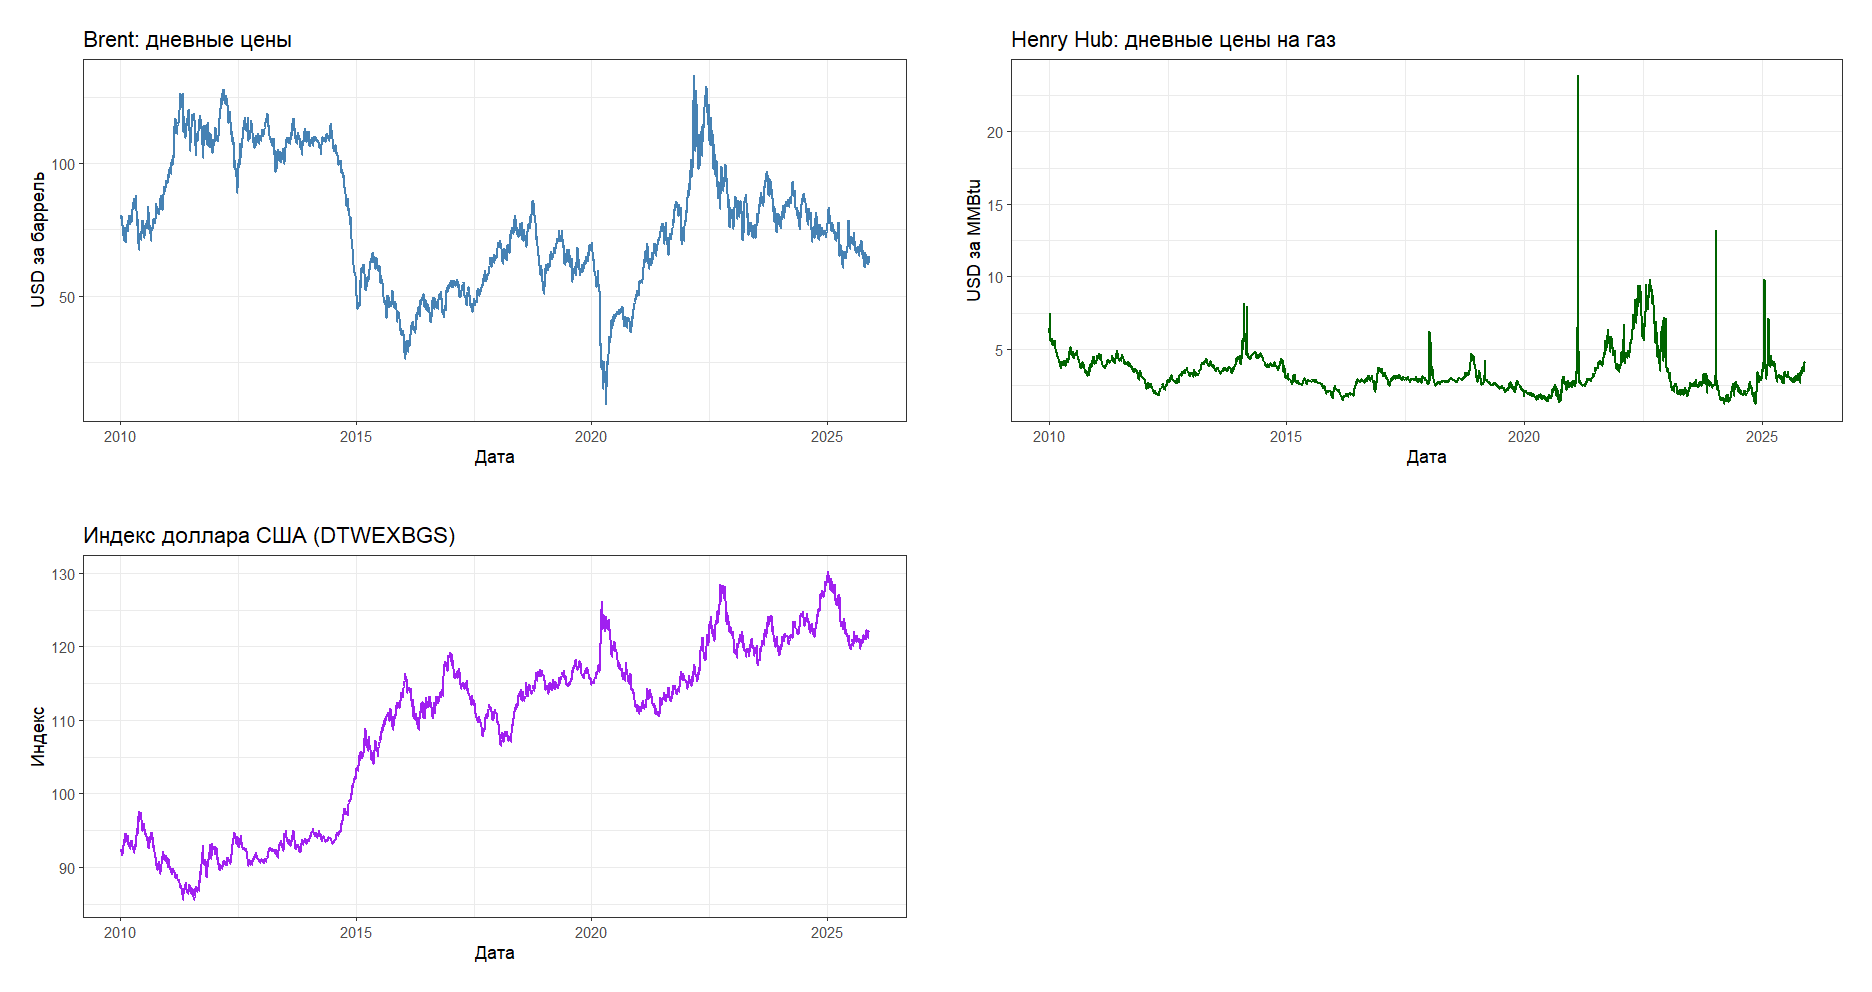 Brent: дневные цены
USD за баррель
100
50
2010
2015
2020
2025
Дата
Henry Hub: дневные цены на газ
USD за MMBtu
20
15
10
5
2010
2015
2020
2025
Дата
Индекс доллара США (DTWEXBGS)
Индекс
130
120
110
100
90
2010
2015
2020
2025
Дата